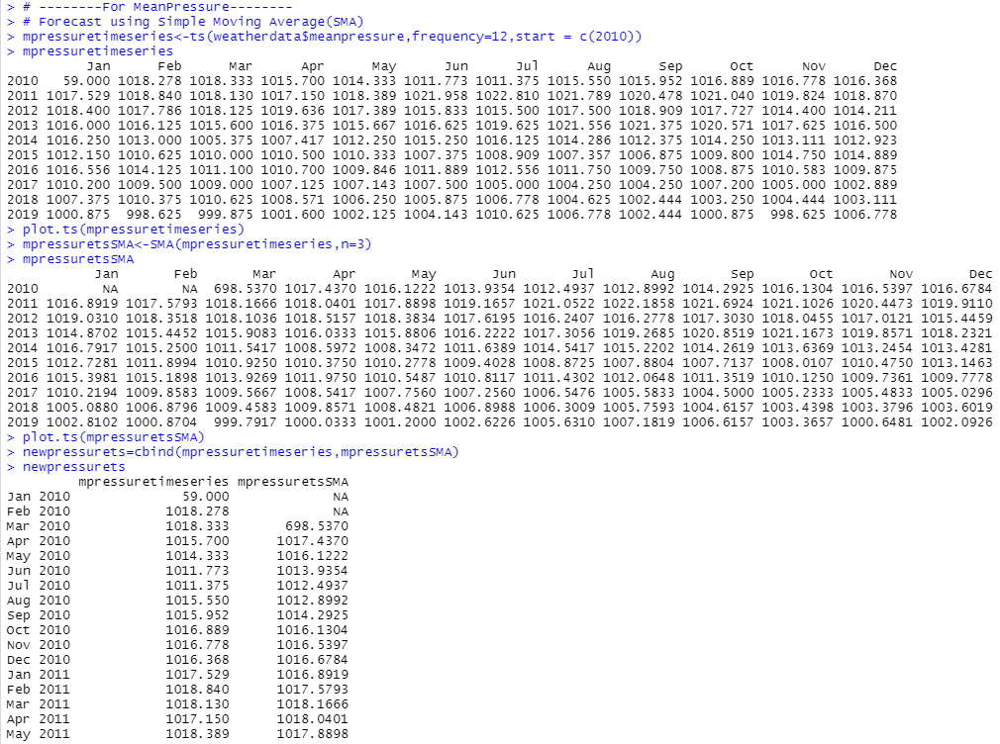 > # --------For MeanPressure--------
> # Forecast using Simple Moving Average(SMA)
> mpressuretimeseries<-ts(weatherdata$meanpressure,frequency=12,start = c(2010))
> mpressuretimeseries
Jan Feb Mar Apr May Jun Jul Aug Sep Oct Nov Dec
2010 59.000 1018.278 1018.333 1015.700 1014.333 1011.773 1011.375 1015.550 1015.952 1016.889 1016.778 1016.368
2011 1017.529 1018.840 1018.130 1017.150 1018.389 1021.958 1022.810 1021.789 1020.478 1021.040 1019.824 1018.870
2012 1018.400 1017.786 1018.125 1019.636 1017.389 1015.833 1015.500 1017.500 1018.909 1017.727 1014.400 1014.211
2013 1016.000 1016.125 1015.600 1016.375 1015.667 1016.625 1019.625 1021.556 1021.375 1020.571 1017.625 1016.500
2014 1016.250 1013.000 1005.375 1007.417 1012.250 1015.250 1016.125 1014.286 1012.375 1014.250 1013.111 1012.923
2015 1012.150 1010.625 1010.000 1010.500 1010.333 1007.375 1008.909 1007.357 1006.875 1009.800 1014.750 1014.889
2016 1016.556 1014.125 1011.100 1010.700 1009.846 1011.889 1012.556 1011.750 1009.750 1008.875 1010.583 1009.875
2017 1010.200 1009.500 1009.000 1007.125 1007.143 1007.500 1005.000 1004.250 1004.250 1007.200 1005.000 1002.889
2018 1007.375 1010.375 1010.625 1008.571 1006.250 1005.875 1006.778 1004.625 1002.444 1003.250 1004.444 1003.111
2019 1000.875 998.625 999.875 1001.600 1002.125 1004.143 1010.625 1006.778 1002.444 1000.875 998.625 1006.778
> plot.ts(mpressuretimeseries)
> mpressuretsSMA<-SMA(mpressuretimeseries,n=3)
> mpressuretsSMA
Jan Feb Mar Apr May Jun Jul Aug Sep Oct Nov Dec
2010 NA NA 698.5370 1017.4370 1016.1222 1013.9354 1012.4937 1012.8992 1014.2925 1016.1304 1016.5397 1016.6784
2011 1016.8919 1017.5793 1018.1666 1018.0401 1017.8898 1019.1657 1021.0522 1022.1858 1021.6924 1021.1026 1020.4473 1019.9110
2012 1019.0310 1018.3518 1018.1036 1018.5157 1018.3834 1017.6195 1016.2407 1016.2778 1017.3030 1018.0455 1017.0121 1015.4459
2013 1014.8702 1015.4452 1015.9083 1016.0333 1015.8806 1016.2222 1017.3056 1019.2685 1020.8519 1021.1673 1019.8571 1018.2321
2014 1016.7917 1015.2500 1011.5417 1008.5972 1008.3472 1011.6389 1014.5417 1015.2202 1014.2619 1013.6369 1013.2454 1013.4281
2015 1012.7281 1011.8994 1010.9250 1010.3750 1010.2778 1009.4028 1008.8725 1007.8804 1007.7137 1008.0107 1010.4750 1013.1463
2016 1015.3981 1015.1898 1013.9269 1011.9750 1010.5487 1010.8117 1011.4302 1012.0648 1011.3519 1010.1250 1009.7361 1009.7778
2017 1010.2194 1009.8583 1009.5667 1008.5417 1007.7560 1007.2560 1006.5476 1005.5833 1004.5000 1005.2333 1005.4833 1005.0296
2018 1005.0880 1006.8796 1009.4583 1009.8571 1008.4821 1006.8988 1006.3009 1005.7593 1004.6157 1003.4398 1003.3796 1003.6019
2019 1002.8102 1000.8704 999.7917 1000.0333 1001.2000 1002.6226 1005.6310 1007.1819 1006.6157 1003.3657 1000.6481 1002.0926
> plot.ts(mpressuretsSMA)
> newpressurets=cbind(mpressuretimeseries,mpressuretsSMA)
> newpressurets
mpressuretimeseries mpressuretsSMA
Jan 2010 59.000 NA
Feb 2010 1018.278 NA
Mar 2010 1018.333 698.5370
Apr 2010 1015.700 1017.4370
May 2010 1014.333 1016.1222
Jun 2010 1011.773 1013.9354
Jul 2010 1011.375 1012.4937
Aug 2010 1015.550 1012.8992
Sep 2010 1015.952 1014.2925
Oct 2010 1016.889 1016.1304
Nov 2010 1016.778 1016.5397
Dec 2010 1016.368 1016.6784
Jan 2011 1017.529 1016.8919
Feb 2011 1018.840 1017.5793
Mar 2011 1018.130 1018.1666
Apr 2011 1017.150 1018.0401
May 2011 1018.389 1017.8898